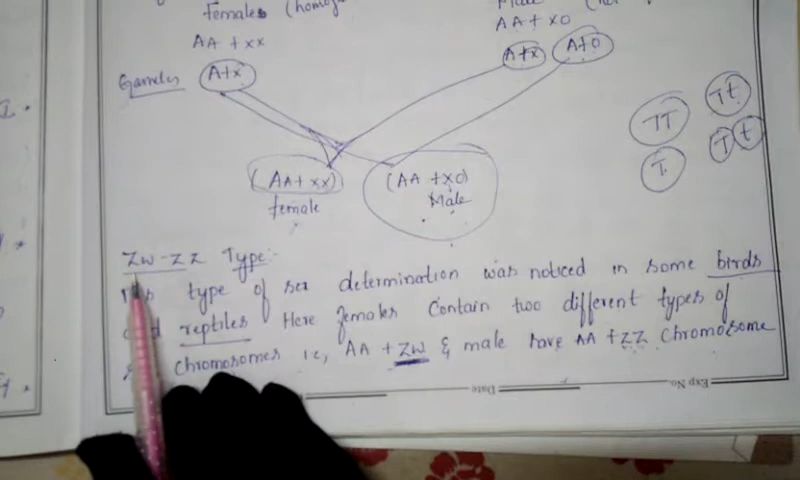 Females
AA + xx
AA + xo
Gametes
A+x
A+x
A+o
Tt
TT
T t
T
(AA + xx)
female
(AA + xo)
Male
ZW - ZZ Type:-
type of sex determination was noticed in some birds
reptiles Here females Contain two different types of
chromosomes ie, AA + ZW & male have AA + ZZ Chromosome
Date
Exp No.